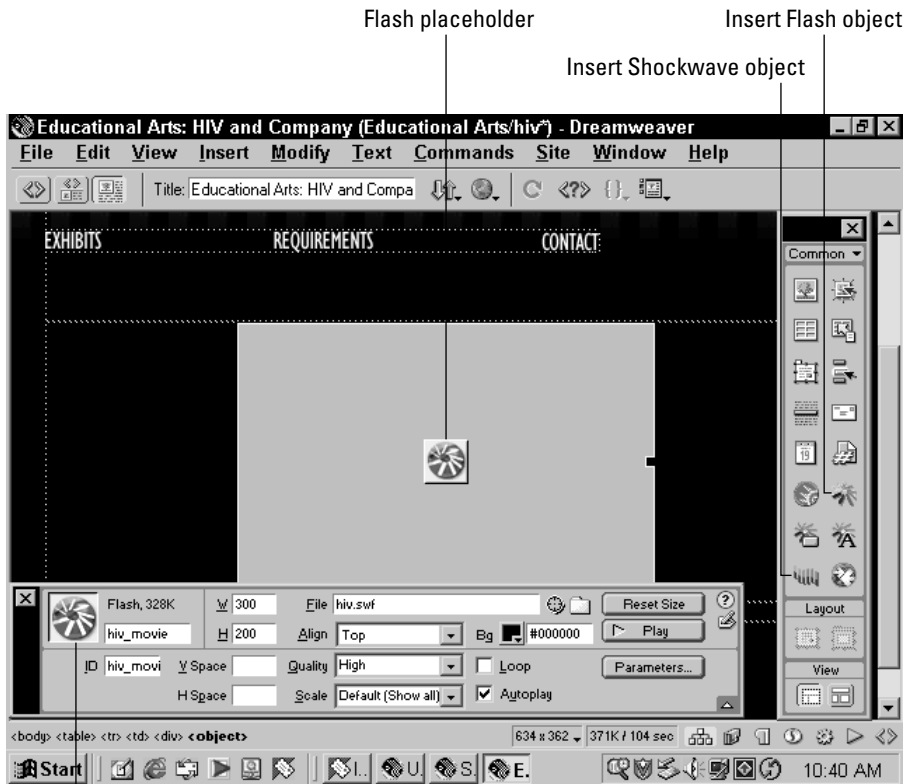 Flash placeholder
Insert Flash object
Insert Shockwave object
Educational Arts: HIV and Company (Educational Arts/hiv*) - Dreamweaver
File Edit View Insert Modify Text Commands Site Window Help
Title: Educational Arts: HIV and Compa
EXHIBITS REQUIREMENTS CONTACT
Common
19
Flash, 328K W 300 File hiv.swf Reset Size
hiv_movie H 200 Align Top Bg #000000 Play
ID hiv_movi V Space Quality High Loop Parameters...
H Space Scale Default (Show all) Autoplay
Layout
View
<body> <table> <tr> <td> <div> <object> 634 x 362 371K / 104 sec
Start I.. U. S. E. 10:40 AM